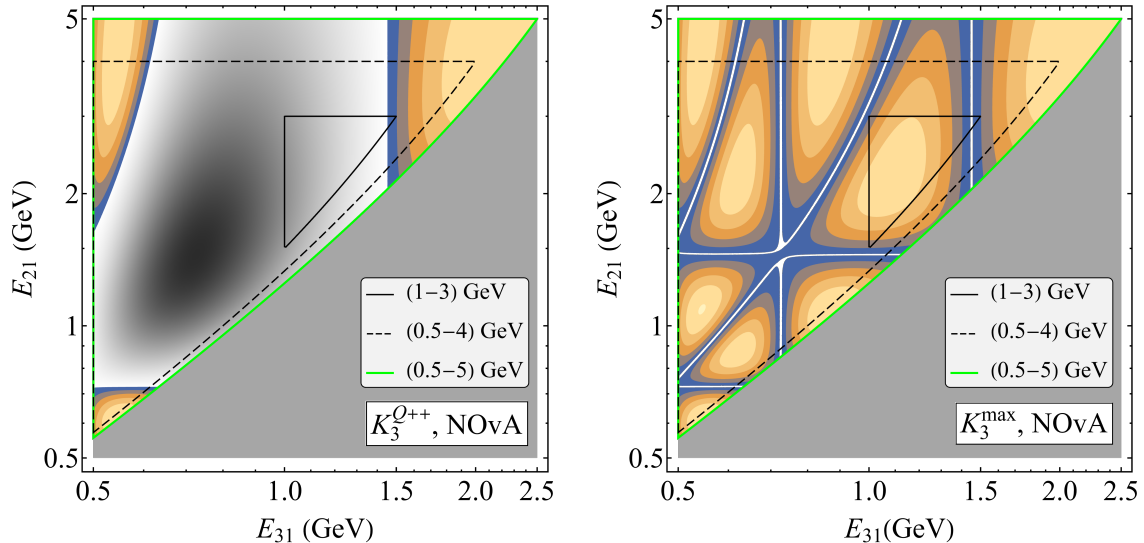 5
2
1
0.5
E₂₁ (GeV)
0.5
1.0
1.5
2.0
2.5
E₃₁ (GeV)
(1−3) GeV
(0.5−4) GeV
(0.5−5) GeV
K₃^{Q++}, NOvA
5
2
1
0.5
E₂₁ (GeV)
0.5
1.0
1.5
2.0
2.5
E₃₁(GeV)
(1−3) GeV
(0.5−4) GeV
(0.5−5) GeV
K₃^{max}, NOvA